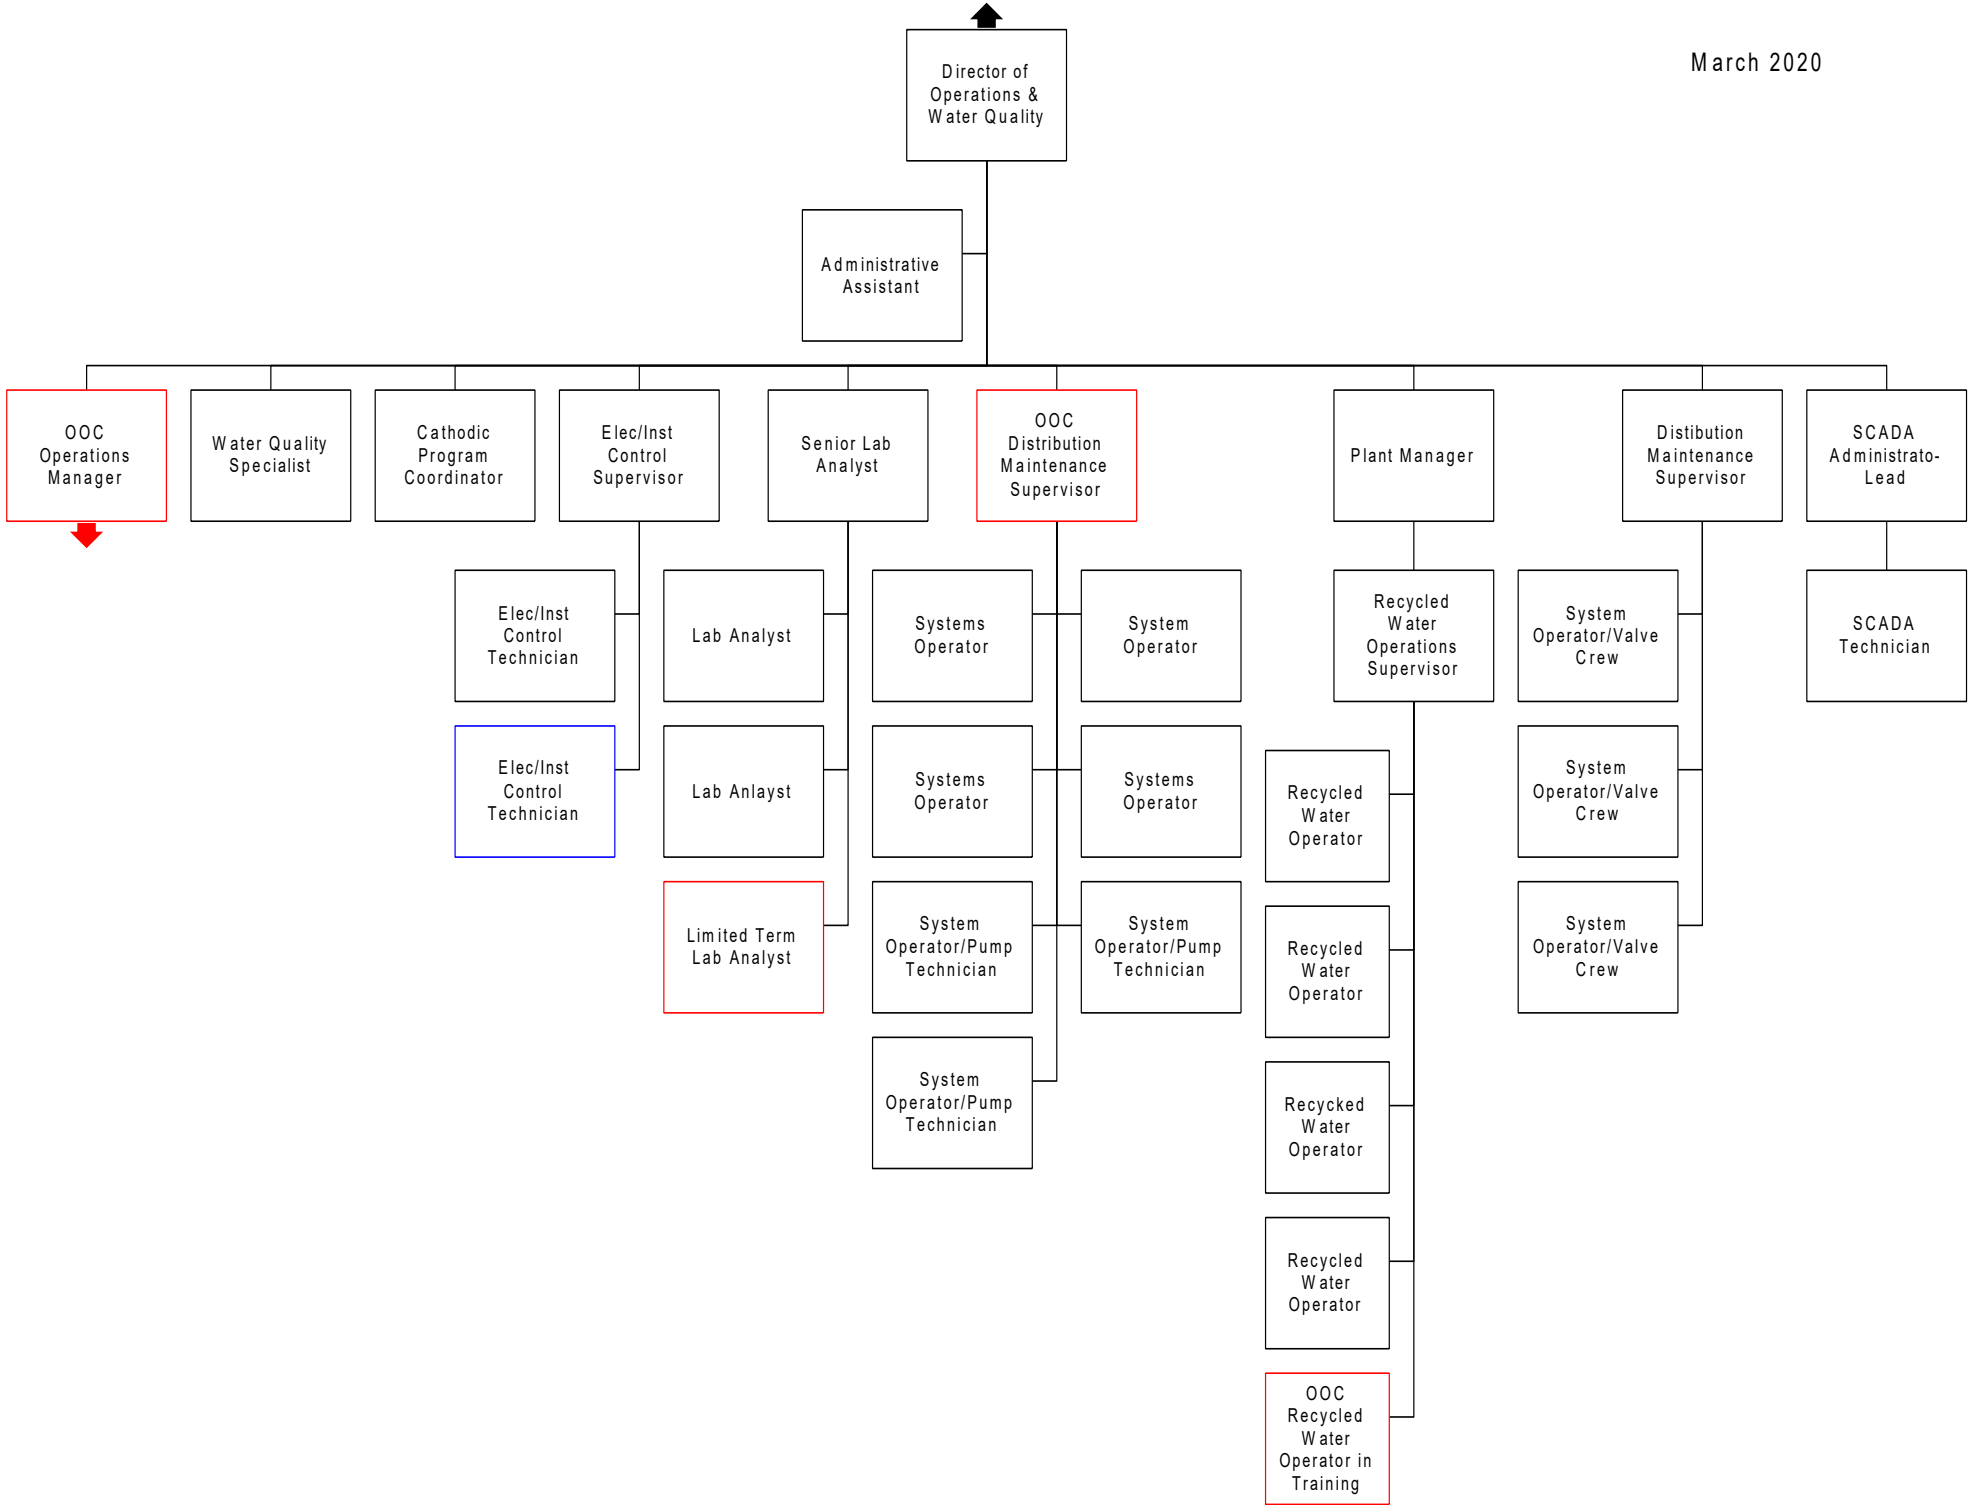 March 2020
Director of
Operations &
Water Quality
Administrative
Assistant
OOC
Operations
Manager
Water Quality
Specialist
Cathodic
Program
Coordinator
Elec/Inst
Control
Supervisor
Senior Lab
Analyst
OOC
Distribution
Maintenance
Supervisor
Plant Manager
Distibution
Maintenance
Supervisor
SCADA
Administrato-
Lead
Elec/Inst
Control
Technician
Lab Analyst
Systems
Operator
System
Operator
Recycled
Water
Operations
Supervisor
System
Operator/Valve
Crew
SCADA
Technician
Elec/Inst
Control
Technician
Lab Anlayst
Systems
Operator
Systems
Operator
Recycled
Water
Operator
System
Operator/Valve
Crew
Limited Term
Lab Analyst
System
Operator/Pump
Technician
System
Operator/Pump
Technician
Recycled
Water
Operator
System
Operator/Valve
Crew
System
Operator/Pump
Technician
Recycked
Water
Operator
Recycled
Water
Operator
OOC
Recycled
Water
Operator in
Training